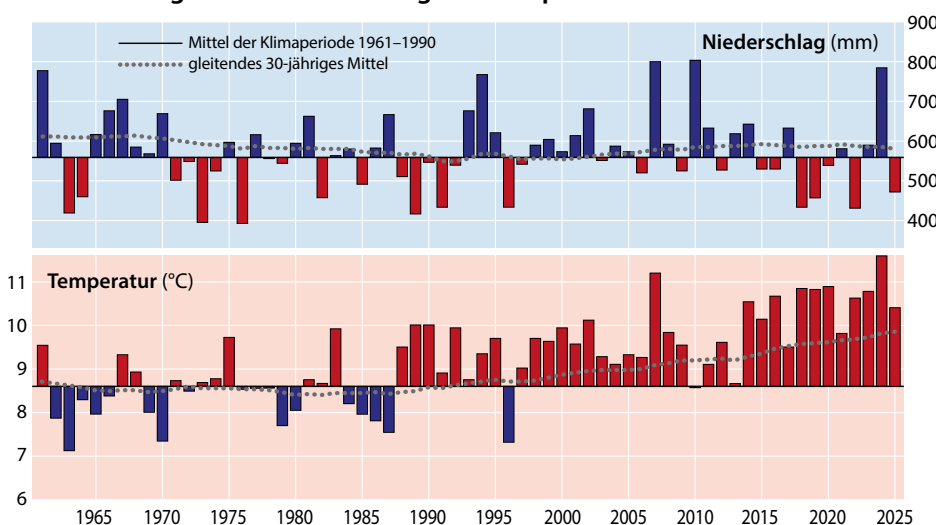 Mittel der Klimaperiode 1961–1990
gleitendes 30-jähriges Mittel
Niederschlag (mm)
900
800
700
600
500
400
Temperatur (°C)
11
10
9
8
7
6
1965 1970 1975 1980 1985 1990 1995 2000 2005 2010 2015 2020 2025